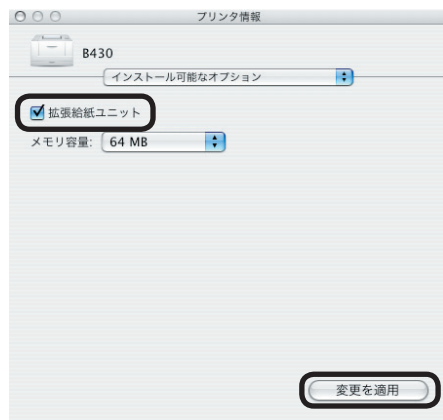 プリンタ情報
B430
インストール可能なオプション
拡張給紙ユニット
メモリ容量: 64 MB
変更を適用